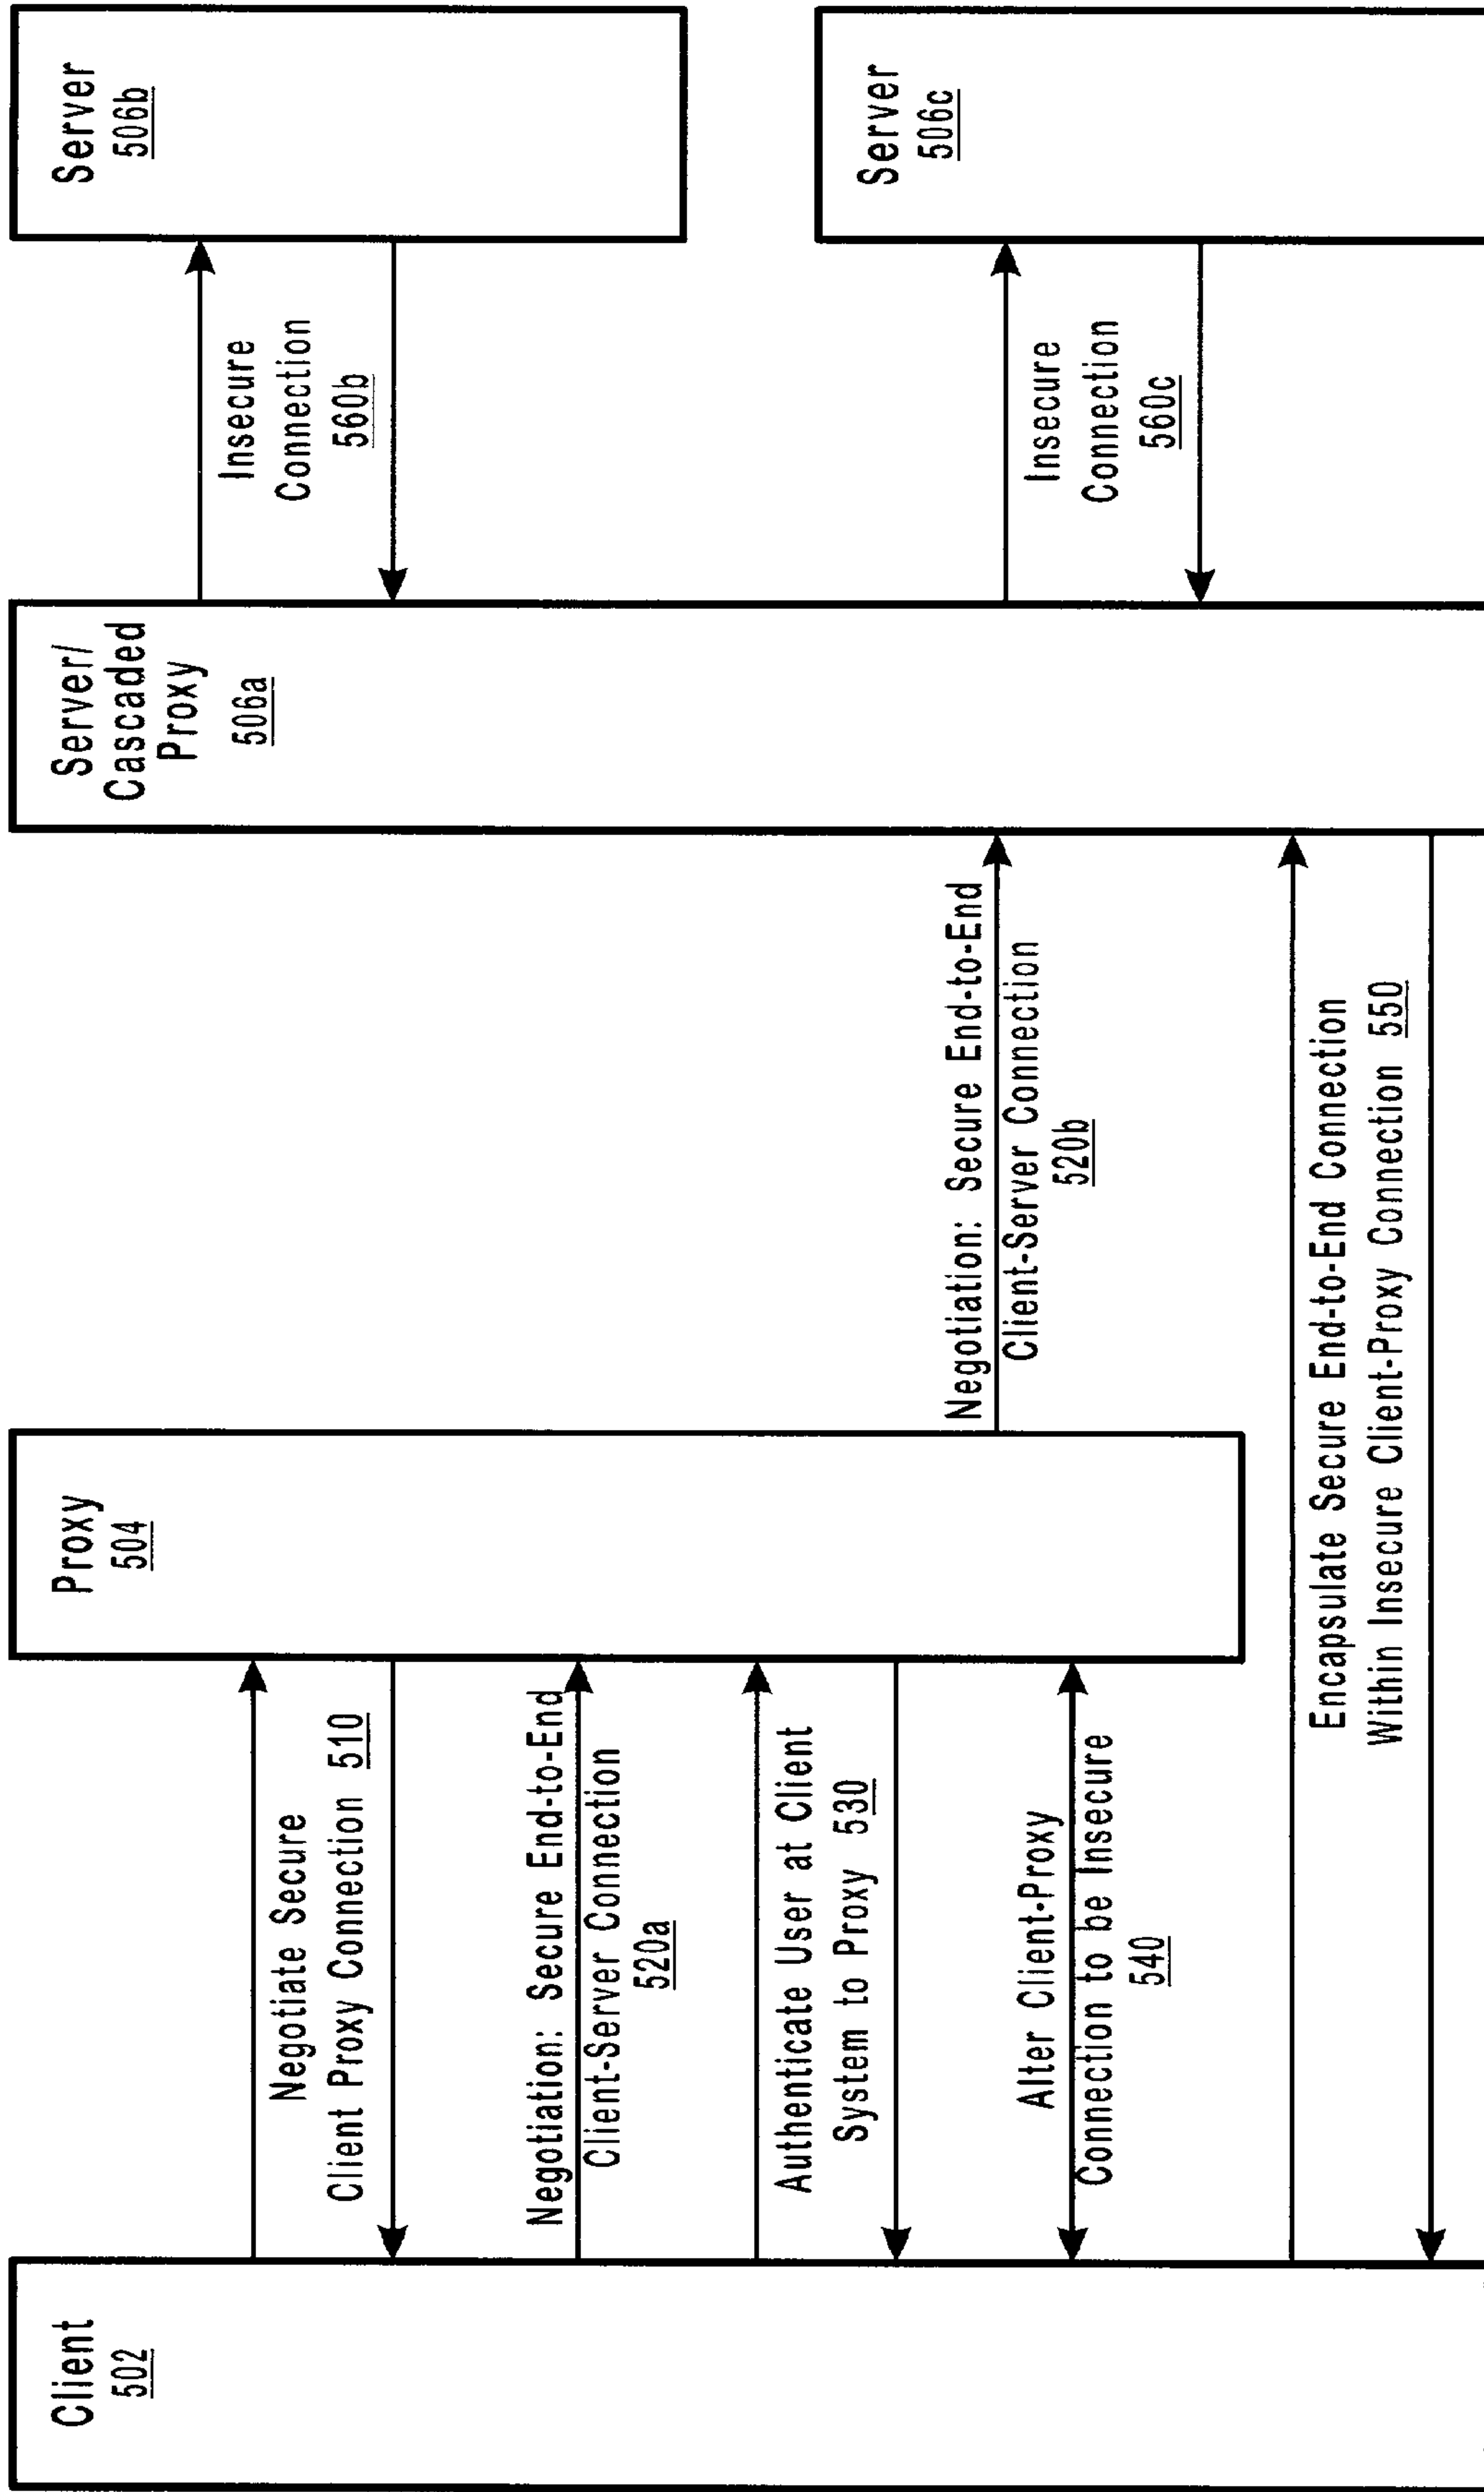 Client
502
Proxy
504
Server/
Cascaded
Proxy
506a
Server
506b
Server
506c
Negotiate Secure
Client Proxy Connection 510
Negotiation: Secure End-to-End
Client-Server Connection
520a
Authenticate User at Client
System to Proxy 530
Alter Client-Proxy
Connection to be Insecure
540
Negotiation: Secure End-to-End
Client-Server Connection
520b
Encapsulate Secure End-to-End Connection
Within Insecure Client-Proxy Connection 550
Insecure
Connection
560b
Insecure
Connection
560c